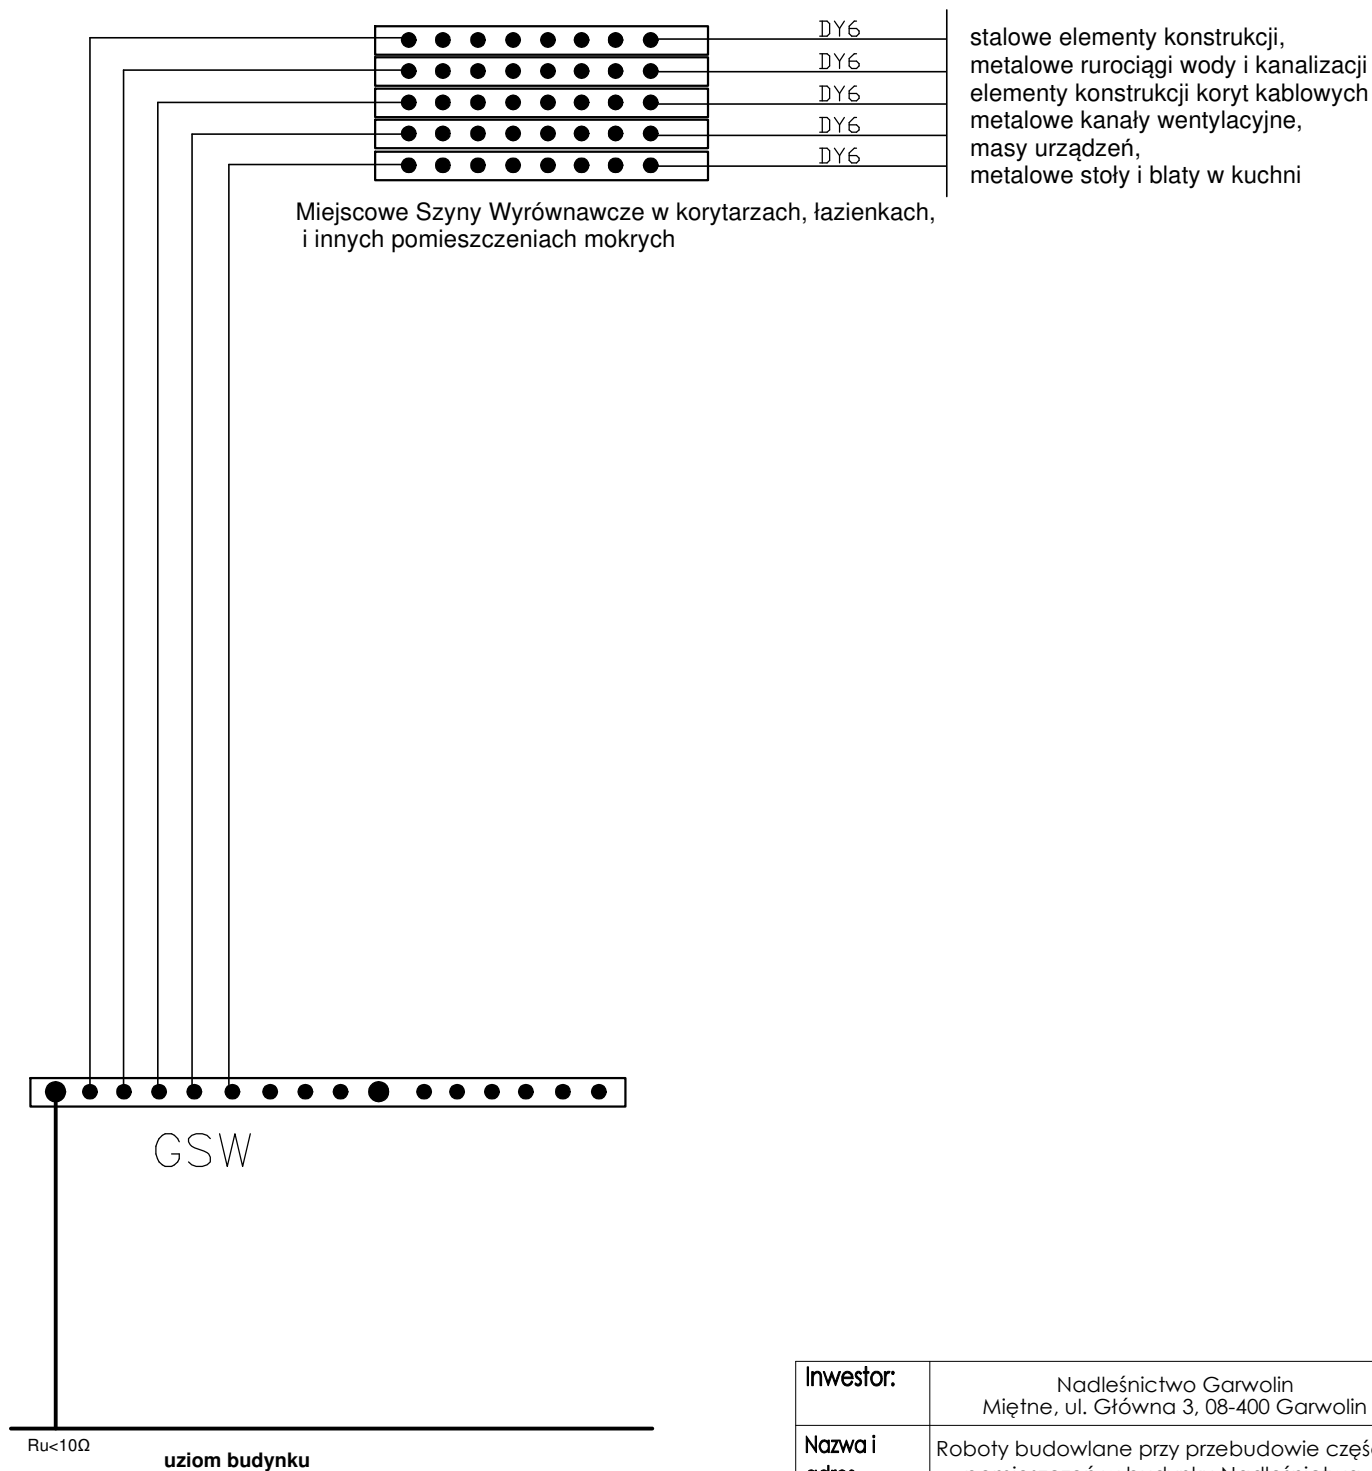 DY6
DY6
DY6
DY6
DY6
stalowe elementy konstrukcji,
metalowe rurociągi wody i kanalizacji
elementy konstrukcji koryt kablowych
metalowe kanały wentylacyjne,
masy urządzeń,
metalowe stoły i blaty w kuchni
Miejscowe Szyny Wyrównawcze w korytarzach, łazienkach,
i innych pomieszczeniach mokrych
GSW
Ru<10Ω
uziom budynku
Inwestor:
Nadleśnictwo Garwolin
Miętne, ul. Główna 3, 08-400 Garwolin
Nazwa i
Roboty budowlane przy przebudowie